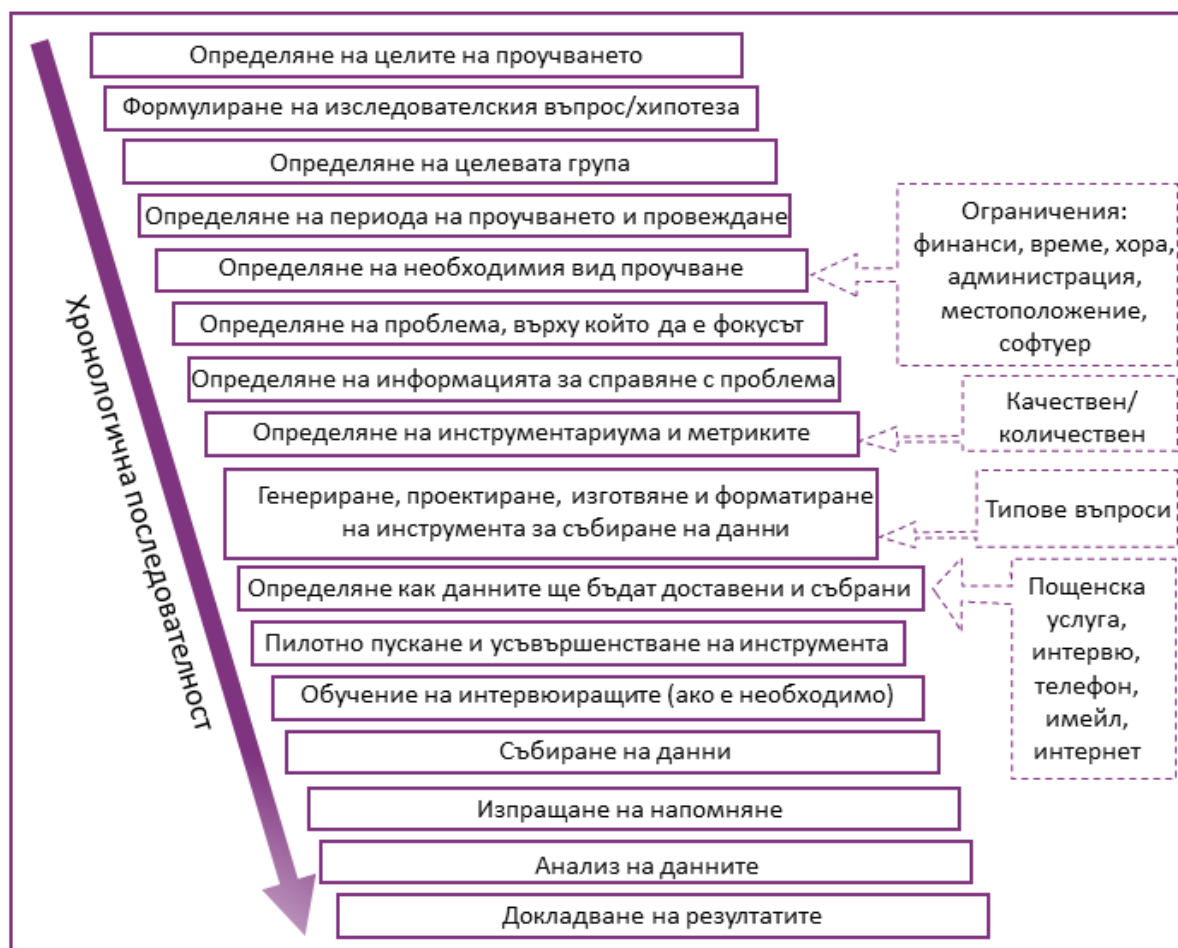 Определяне на целите на проучването
Формулиране на изследователския въпрос/хипотеза
Определяне на целевата група
Определяне на периода на проучването и провеждане
Определяне на необходимия вид проучване
Определяне на проблема, върху който да е фокусът
Определяне на информацията за справяне с проблема
Определяне на инструментариума и метриките
Генериране, проектиране, изготвяне и форматиране
на инструмента за събиране на данни
Определяне как данните ще бъдат доставени и събрани
Пилотно пускане и усъвършенстване на инструмента
Обучение на интервюиращите (ако е необходимо)
Събиране на данни
Изпращане на напомняне
Анализ на данните
Докладване на резултатите
Хронологична последователност
Ограничения:
финанси, време, хора,
администрация,
местоположение,
софтуер
Качествен/
количествен
Типове въпроси
Пощенска
услуга,
интервю,
телефон,
имейл,
интернет